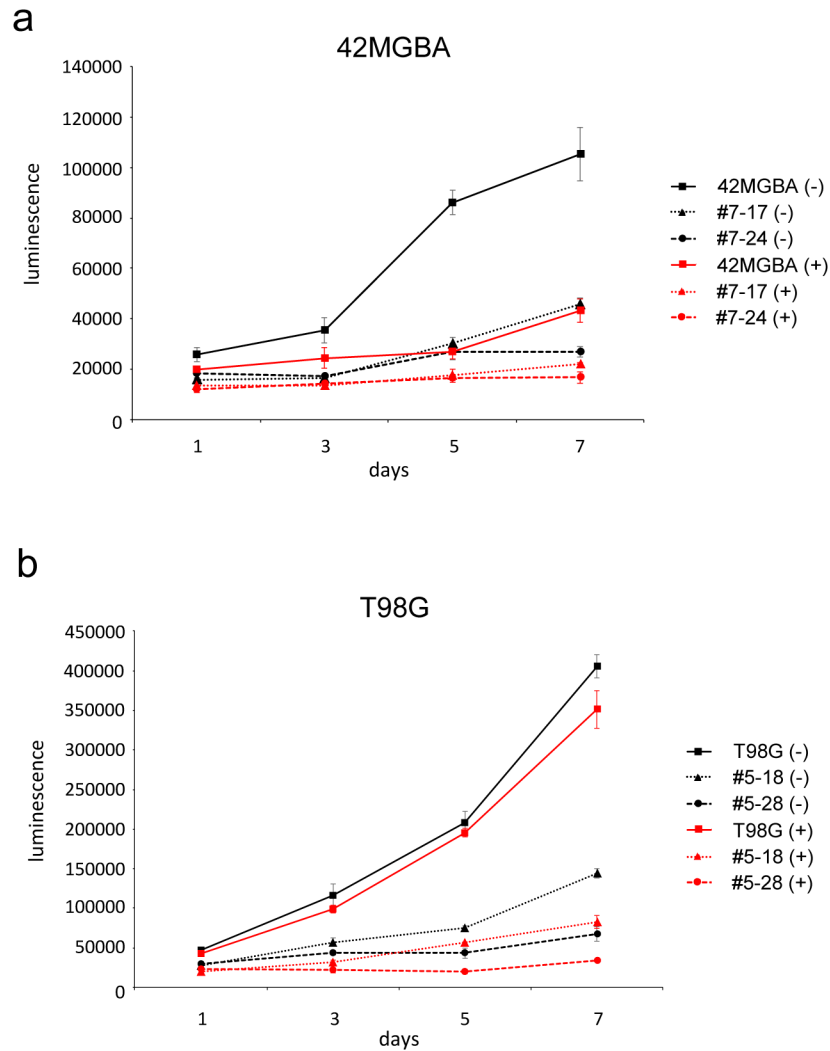 a
42MGBA
140000
120000
100000
80000
60000
40000
20000
0
luminescence
1 3 5 7
days
42MGBA (-)
#7-17 (-)
#7-24 (-)
42MGBA (+)
#7-17 (+)
#7-24 (+)
b
T98G
450000
400000
350000
300000
250000
200000
150000
100000
50000
0
luminescence
1 3 5 7
days
T98G (-)
#5-18 (-)
#5-28 (-)
T98G (+)
#5-18 (+)
#5-28 (+)